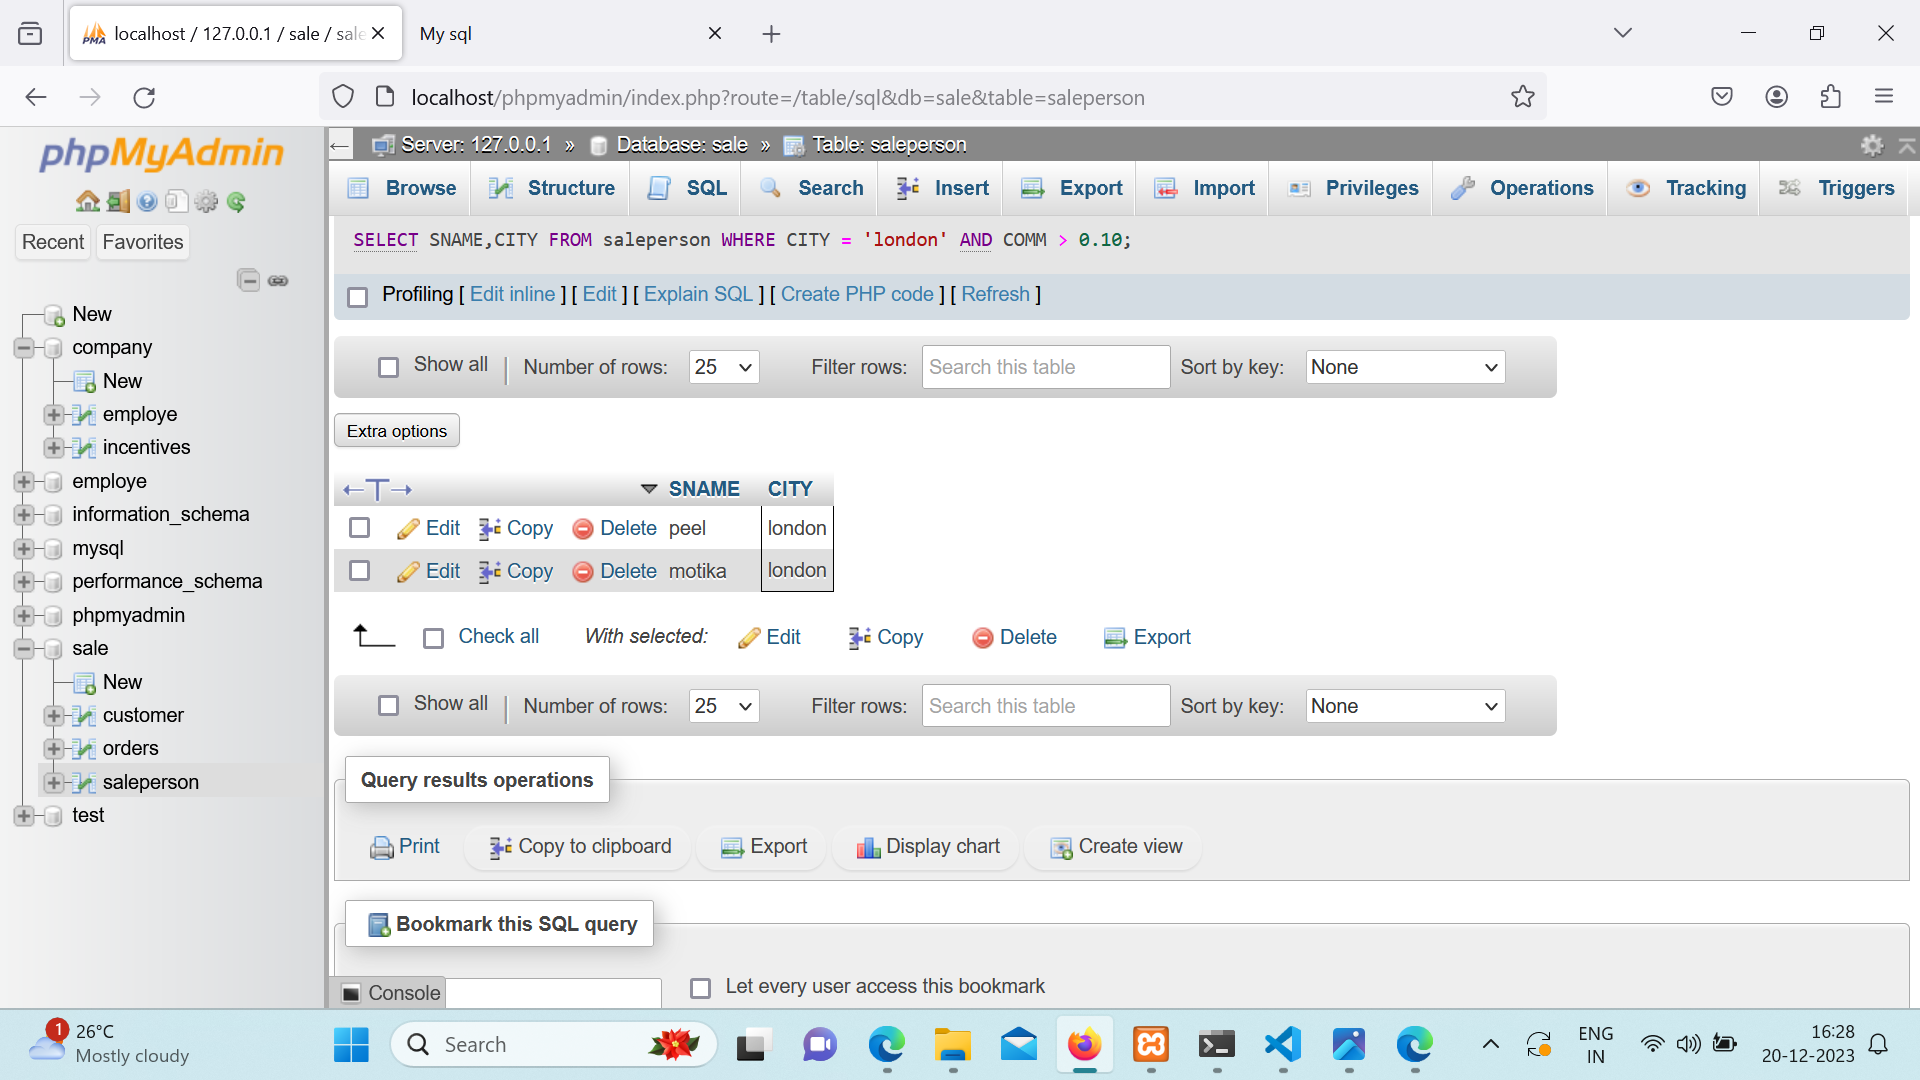 localhost / 127.0.0.1 / sale / sale
My sql
localhost/phpmyadmin/index.php?route=/table/sql&db=sale&table=saleperson
phpMyAdmin
Recent
Favorites
New
company
New
employe
incentives
employe
information_schema
mysql
performance_schema
phpmyadmin
sale
New
customer
orders
saleperson
test
Server: 127.0.0.1 » Database: sale » Table: saleperson
Browse Structure SQL Search Insert Export Import Privileges Operations Tracking Triggers
SELECT SNAME,CITY FROM saleperson WHERE CITY = 'london' AND COMM > 0.10;
Profiling [ Edit inline ] [ Edit ] [ Explain SQL ] [ Create PHP code ] [ Refresh ]
Show all | Number of rows: 25 Filter rows: Search this table Sort by key: None
Extra options
←T→ SNAME CITY
Edit Copy Delete peel london
Edit Copy Delete motika london
Check all With selected: Edit Copy Delete Export
Show all | Number of rows: 25 Filter rows: Search this table Sort by key: None
Query results operations
Print Copy to clipboard Export Display chart Create view
Bookmark this SQL query
Console
Let every user access this bookmark
1
26°C
Mostly cloudy
Search
ENG
IN
16:28
20-12-2023